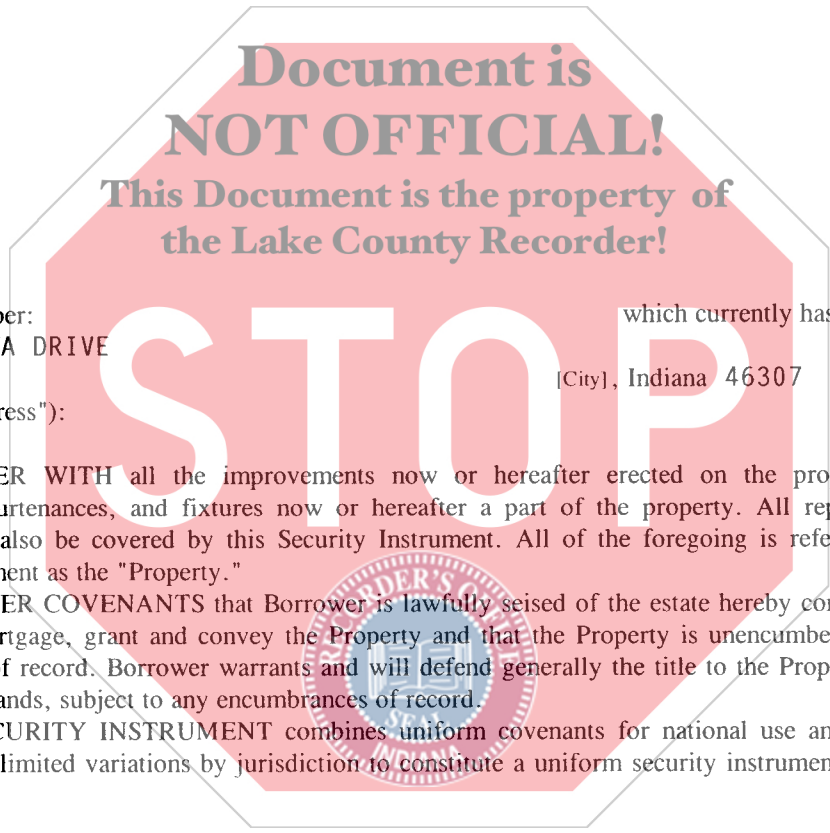 Document is
NOT OFFICIAL!
This Document is the property of
the Lake County Recorder!
STOP
per: which currently has
A DRIVE
[City], Indiana 46307
ress"):
ER WITH all the improvements now or hereafter erected on the pro
urtenances, and fixtures now or hereafter a part of the property. All rep
also be covered by this Security Instrument. All of the foregoing is refe
ment as the "Property."
ER COVENANTS that Borrower is lawfully seised of the estate hereby con
rtgage, grant and convey the Property and that the Property is unencumbe
of record. Borrower warrants and will defend generally the title to the Prop
ands, subject to any encumbrances of record.
CURITY INSTRUMENT combines uniform covenants for national use an
limited variations by jurisdiction to constitute a uniform security instrumen
RECORDER'S OFFICE
SEAL
INDIANA